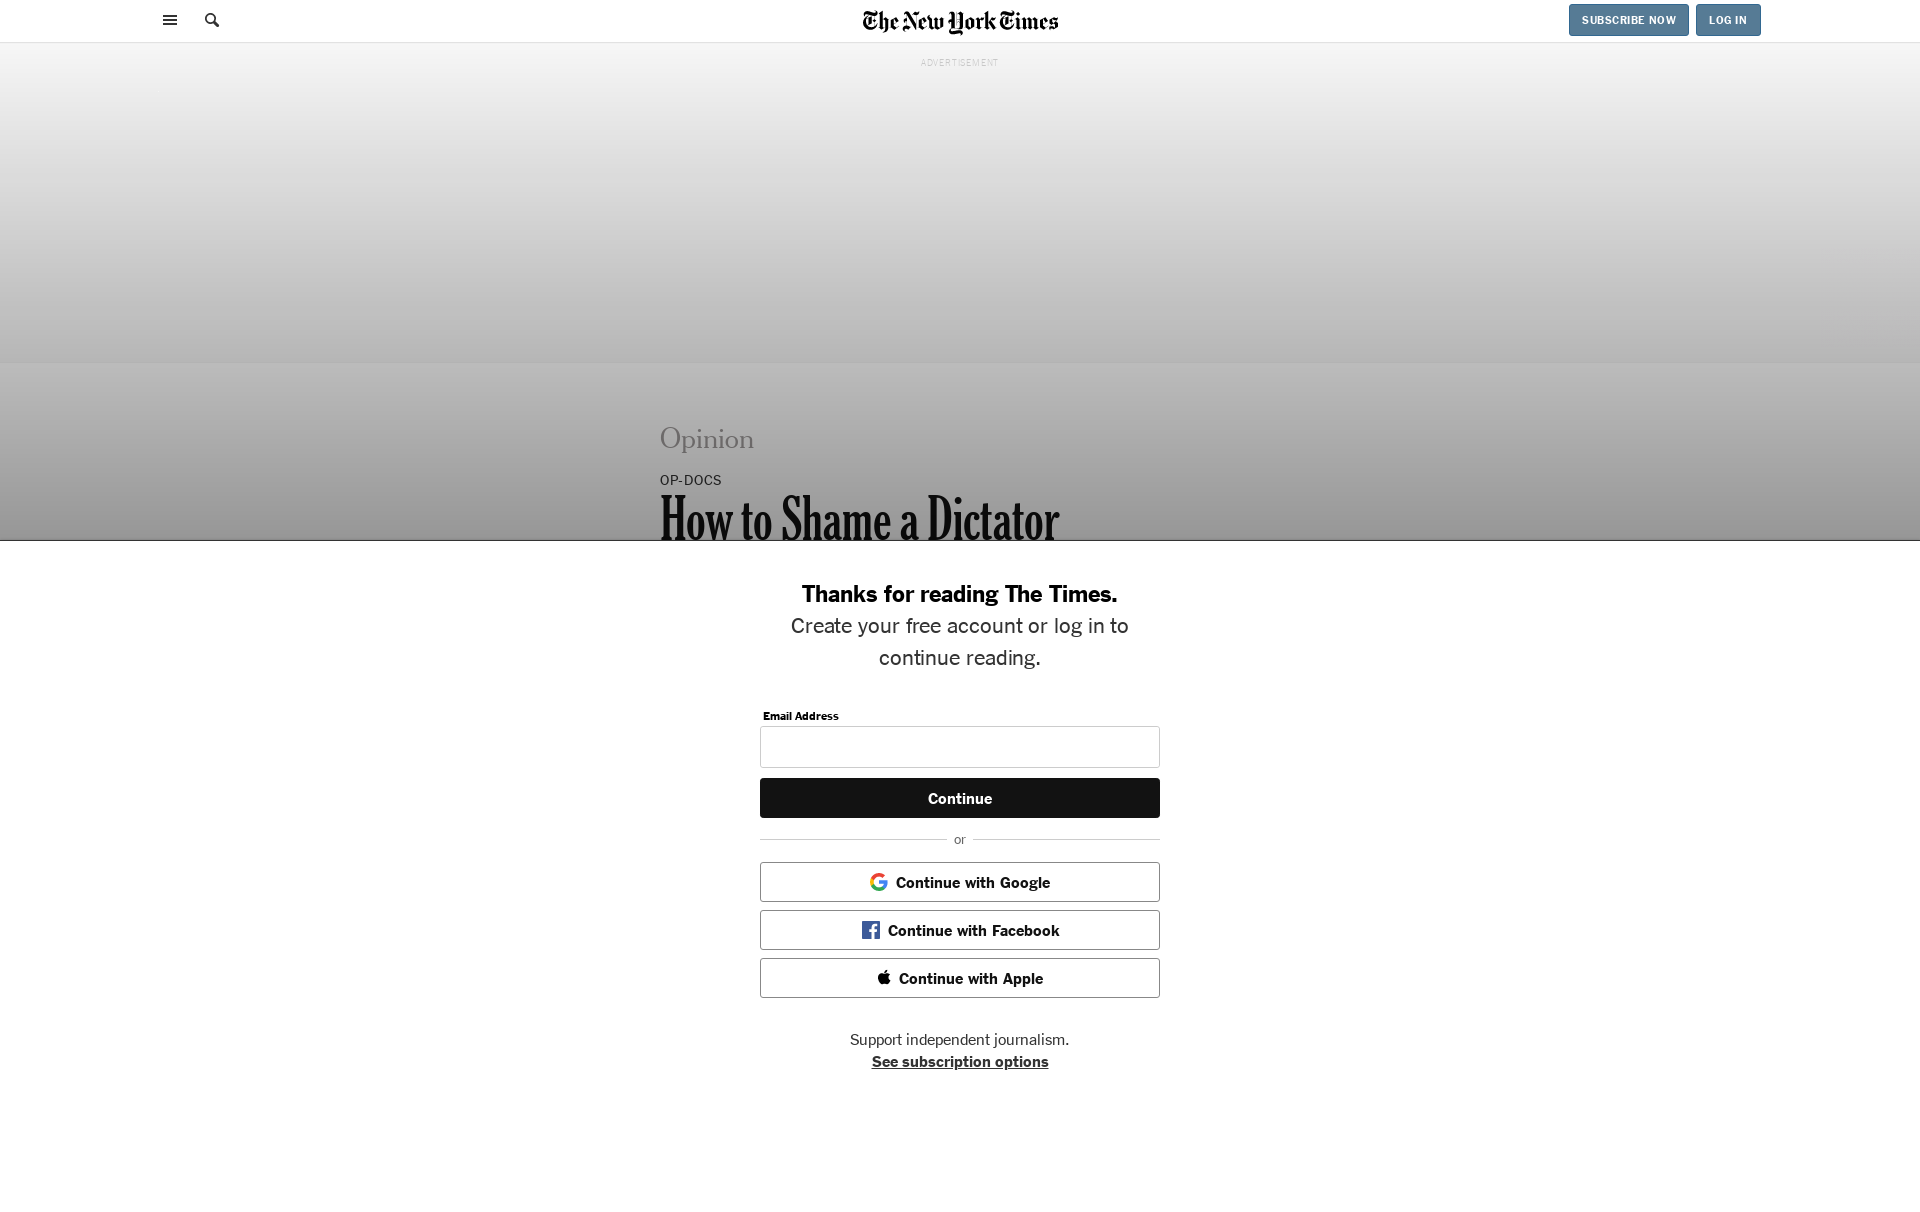 The New York Times
SUBSCRIBE NOW
LOG IN
ADVERTISEMENT
Opinion
OP-DOCS
How to Shame a Dictator
Thanks for reading The Times.
Create your free account or log in to
continue reading.
Email Address
Continue
or
Continue with Google
Continue with Facebook
Continue with Apple
Support independent journalism.
See subscription options